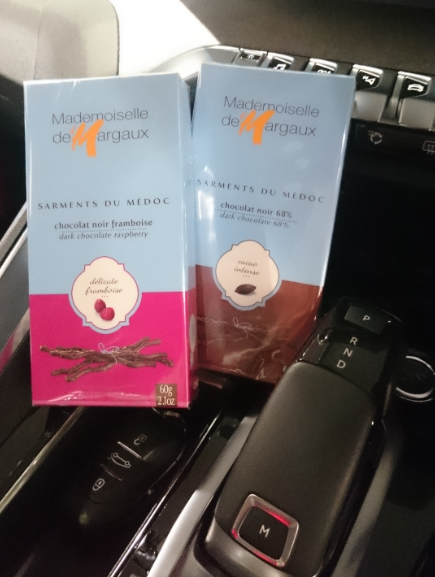 Mademoiselle
de Margaux
SARMENTS DU MÉDOC
chocolat noir framboise
dark chocolate raspberry
délicate
framboise
60g
2.1oz
Mademoiselle
de Margaux
SARMENTS DU MÉDOC
chocolat noir 68%
dark chocolate 68%
cacao
intense
P
R
N
D
M